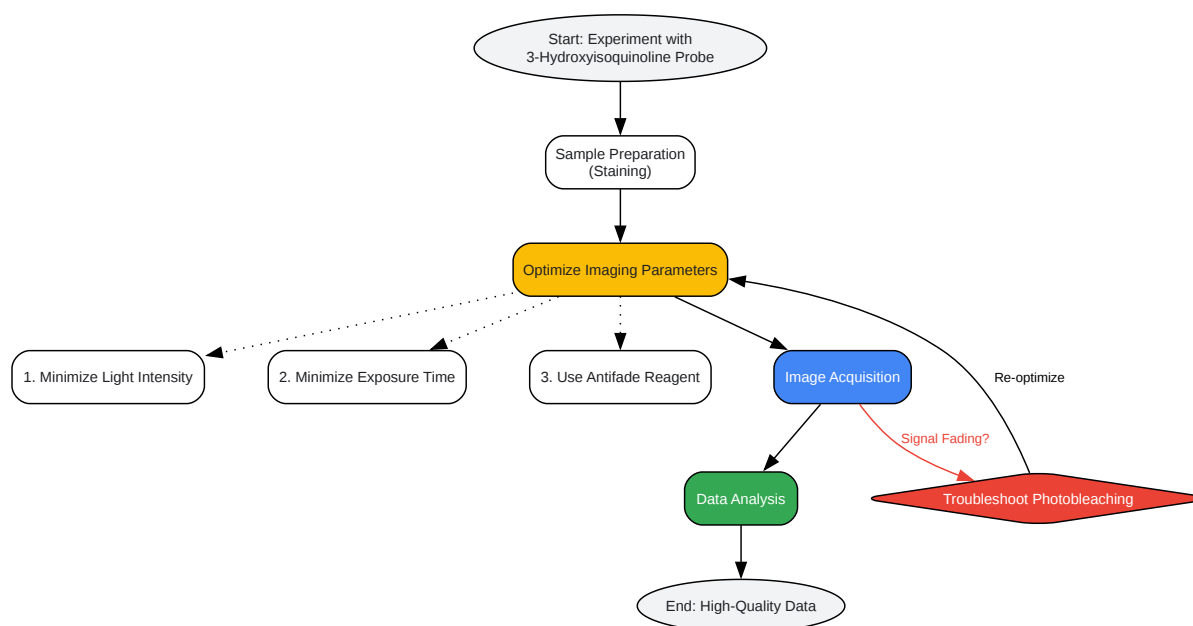 Start: Experiment with
3-Hydroxyisoquinoline Probe
Sample Preparation
(Staining)
Optimize Imaging Parameters
1. Minimize Light Intensity
2. Minimize Exposure Time
3. Use Antifade Reagent
Image Acquisition
Re-optimize
Signal Fading?
Data Analysis
Troubleshoot Photobleaching
End: High-Quality Data